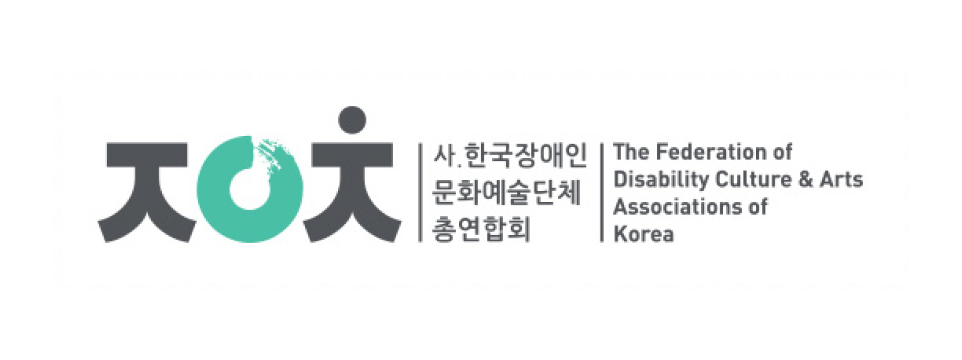 ㅈㅇㅊ
사.한국장애인
문화예술단체
총연합회
The Federation of
Disability Culture & Arts
Associations of
Korea